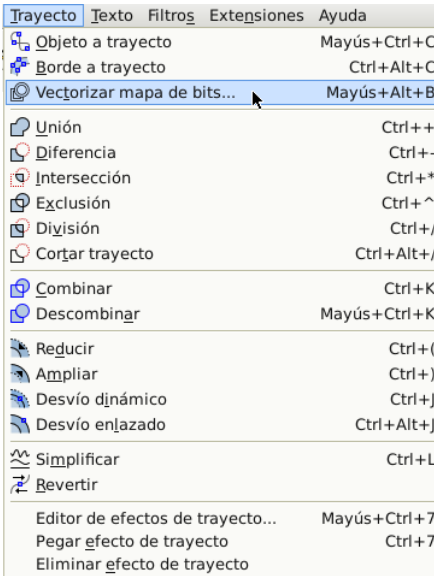 Trayecto Texto Filtros Extensiones Ayuda
Objeto a trayecto Mayús+Ctrl+C
Borde a trayecto Ctrl+Alt+C
Vectorizar mapa de bits... Mayús+Alt+B
Unión Ctrl++
Diferencia Ctrl+-
Intersección Ctrl+*
Exclusión Ctrl+^
División Ctrl+/
Cortar trayecto Ctrl+Alt+/
Combinar Ctrl+K
Descombinar Mayús+Ctrl+K
Reducir Ctrl+(
Ampliar Ctrl+)
Desvío dinámico Ctrl+J
Desvío enlazado Ctrl+Alt+J
Simplificar Ctrl+L
Revertir
Editor de efectos de trayecto... Mayús+Ctrl+7
Pegar efecto de trayecto Ctrl+7
Eliminar efecto de trayecto